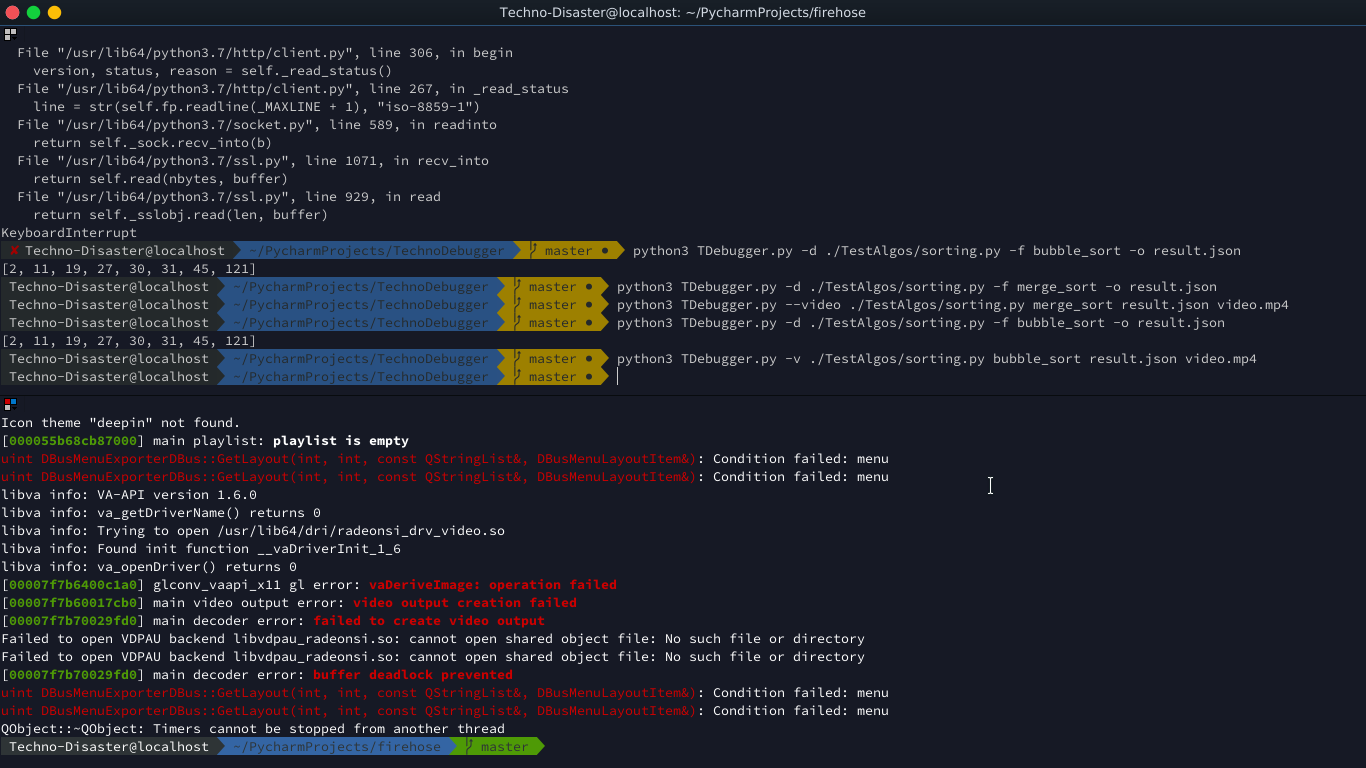 Techno-Disaster@localhost: ~/PycharmProjects/firehose
File "/usr/lib64/python3.7/http/client.py", line 306, in begin
version, status, reason = self._read_status()
File "/usr/lib64/python3.7/http/client.py", line 267, in _read_status
line = str(self.fp.readline(_MAXLINE + 1), "iso-8859-1")
File "/usr/lib64/python3.7/socket.py", line 589, in readinto
return self._sock.recv_into(b)
File "/usr/lib64/python3.7/ssl.py", line 1071, in recv_into
return self.read(nbytes, buffer)
File "/usr/lib64/python3.7/ssl.py", line 929, in read
return self._sslobj.read(len, buffer)
KeyboardInterrupt
✘ Techno-Disaster@localhost ~/PycharmProjects/TechnoDebugger master ● python3 TDebugger.py -d ./TestAlgos/sorting.py -f bubble_sort -o result.json
[2, 11, 19, 27, 30, 31, 45, 121]
Techno-Disaster@localhost ~/PycharmProjects/TechnoDebugger master ● python3 TDebugger.py -d ./TestAlgos/sorting.py -f merge_sort -o result.json
Techno-Disaster@localhost ~/PycharmProjects/TechnoDebugger master ● python3 TDebugger.py --video ./TestAlgos/sorting.py merge_sort result.json video.mp4
Techno-Disaster@localhost ~/PycharmProjects/TechnoDebugger master ● python3 TDebugger.py -d ./TestAlgos/sorting.py -f bubble_sort -o result.json
[2, 11, 19, 27, 30, 31, 45, 121]
Techno-Disaster@localhost ~/PycharmProjects/TechnoDebugger master ● python3 TDebugger.py -v ./TestAlgos/sorting.py bubble_sort result.json video.mp4
Techno-Disaster@localhost ~/PycharmProjects/TechnoDebugger master ●
Icon theme "deepin" not found.
[000055b68cb87000] main playlist: playlist is empty
uint DBusMenuExporterDBus::GetLayout(int, int, const QStringList&, DBusMenuLayoutItem&): Condition failed: menu
uint DBusMenuExporterDBus::GetLayout(int, int, const QStringList&, DBusMenuLayoutItem&): Condition failed: menu
libva info: VA-API version 1.6.0
libva info: va_getDriverName() returns 0
libva info: Trying to open /usr/lib64/dri/radeonsi_drv_video.so
libva info: Found init function __vaDriverInit_1_6
libva info: va_openDriver() returns 0
[00007f7b6400c1a0] glconv_vaapi_x11 gl error: vaDeriveImage: operation failed
[00007f7b60017cb0] main video output error: video output creation failed
[00007f7b70029fd0] main decoder error: failed to create video output
Failed to open VDPAU backend libvdpau_radeonsi.so: cannot open shared object file: No such file or directory
Failed to open VDPAU backend libvdpau_radeonsi.so: cannot open shared object file: No such file or directory
[00007f7b70029fd0] main decoder error: buffer deadlock prevented
uint DBusMenuExporterDBus::GetLayout(int, int, const QStringList&, DBusMenuLayoutItem&): Condition failed: menu
uint DBusMenuExporterDBus::GetLayout(int, int, const QStringList&, DBusMenuLayoutItem&): Condition failed: menu
QObject::~QObject: Timers cannot be stopped from another thread
Techno-Disaster@localhost ~/PycharmProjects/firehose master